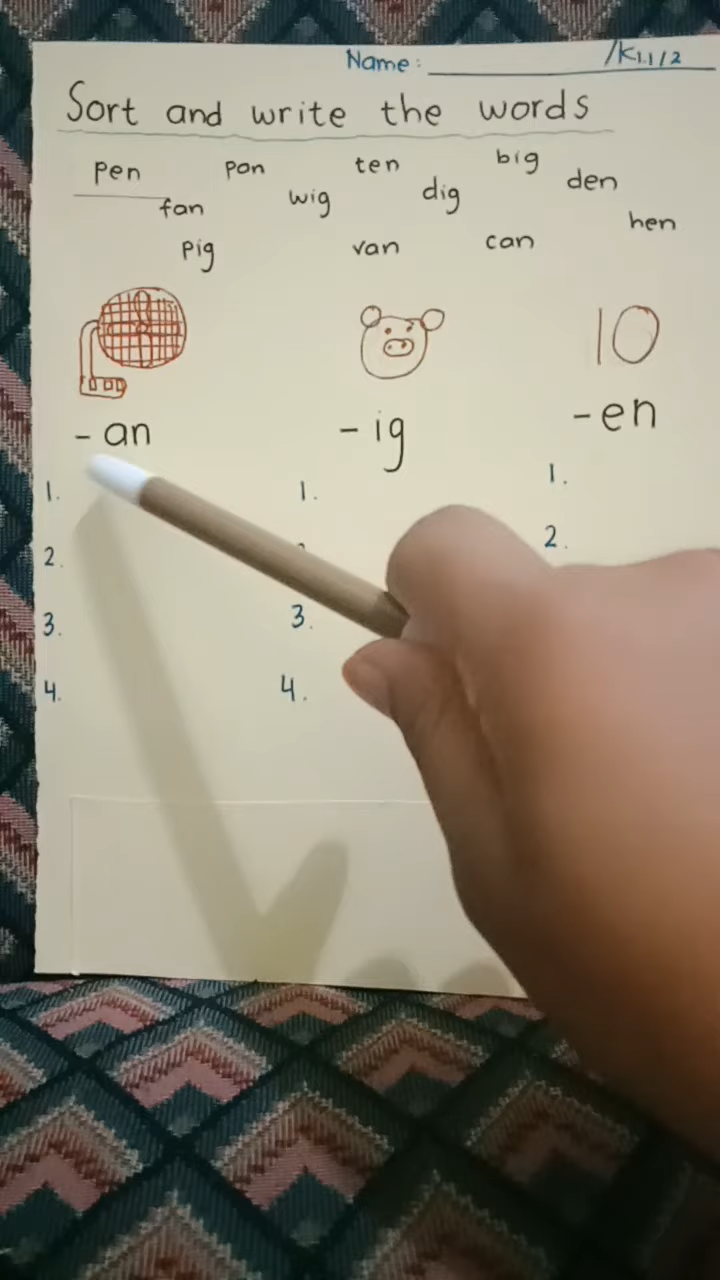 Name: /K1.1/2
Sort and write the words
pen pan ten big den
fan wig dig hen
pig van can
10
-an -ig -en
1. 1. 1.
2. 2.
3. 3.
4. 4.